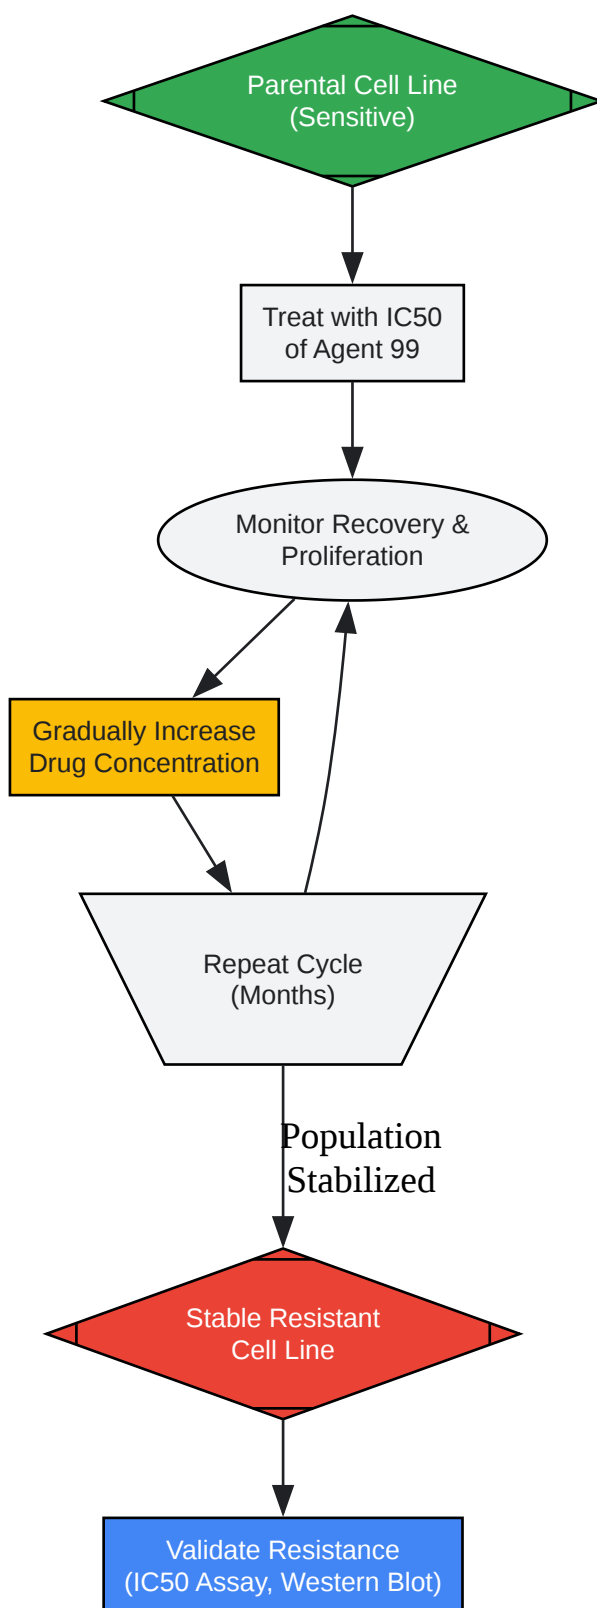 Parental Cell Line
(Sensitive)
Treat with IC50
of Agent 99
Monitor Recovery &
Proliferation
Gradually Increase
Drug Concentration
Repeat Cycle
(Months)
Population
Stabilized
Stable Resistant
Cell Line
Validate Resistance
(IC50 Assay, Western Blot)